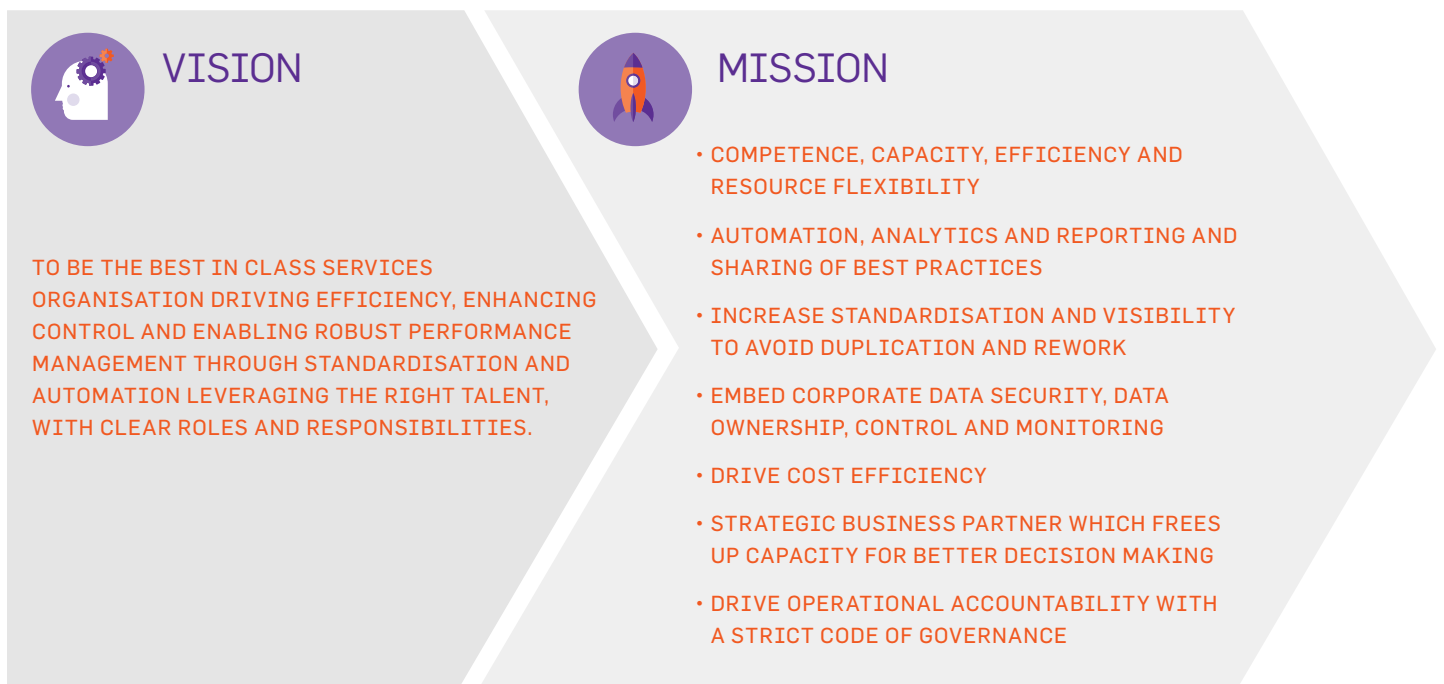 VISION
TO BE THE BEST IN CLASS SERVICES
ORGANISATION DRIVING EFFICIENCY, ENHANCING
CONTROL AND ENABLING ROBUST PERFORMANCE
MANAGEMENT THROUGH STANDARDISATION AND
AUTOMATION LEVERAGING THE RIGHT TALENT,
WITH CLEAR ROLES AND RESPONSIBILITIES.
MISSION
• COMPETENCE, CAPACITY, EFFICIENCY AND
RESOURCE FLEXIBILITY
• AUTOMATION, ANALYTICS AND REPORTING AND
SHARING OF BEST PRACTICES
• INCREASE STANDARDISATION AND VISIBILITY
TO AVOID DUPLICATION AND REWORK
• EMBED CORPORATE DATA SECURITY, DATA
OWNERSHIP, CONTROL AND MONITORING
• DRIVE COST EFFICIENCY
• STRATEGIC BUSINESS PARTNER WHICH FREES
UP CAPACITY FOR BETTER DECISION MAKING
• DRIVE OPERATIONAL ACCOUNTABILITY WITH
A STRICT CODE OF GOVERNANCE